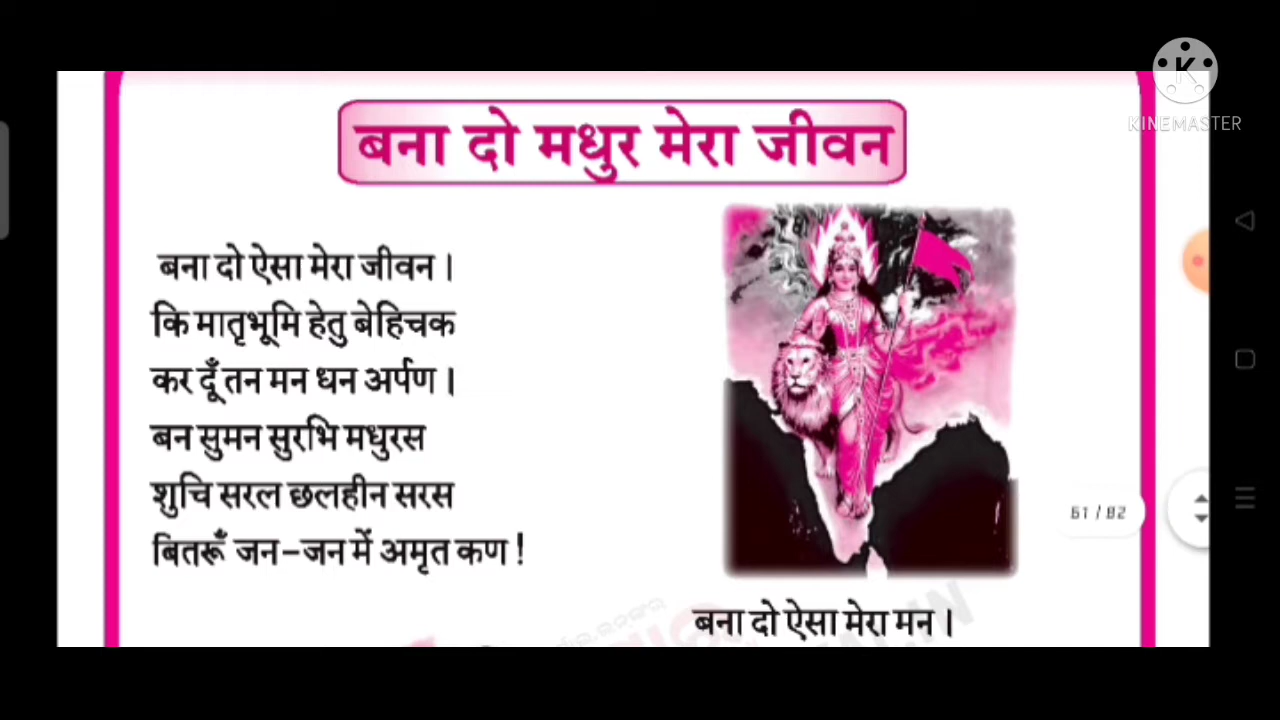 KINEMASTER
बना दो मधुर मेरा जीवन
बना दो ऐसा मेरा जीवन ।
कि मातृभूमि हेतु बेहिचक
कर दूँ तन मन धन अर्पण ।
बन सुमन सुरभि मधुरस
शुचि सरल छलहीन सरस
बितरूँ जन-जन में अमृत कण !
61 / 82
बना दो ऐसा मेरा मन ।